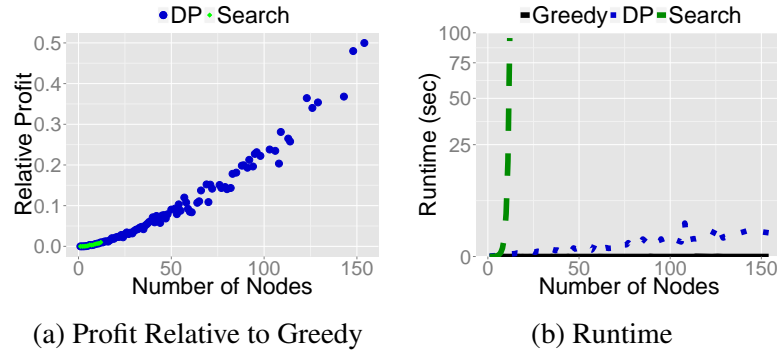 DP Search
Relative Profit
0.5
0.4
0.3
0.2
0.1
0.0
0 50 100 150
Number of Nodes
(a) Profit Relative to Greedy
Greedy DP Search
Runtime (sec)
100
75
50
25
0
0 50 100 150
Number of Nodes
(b) Runtime